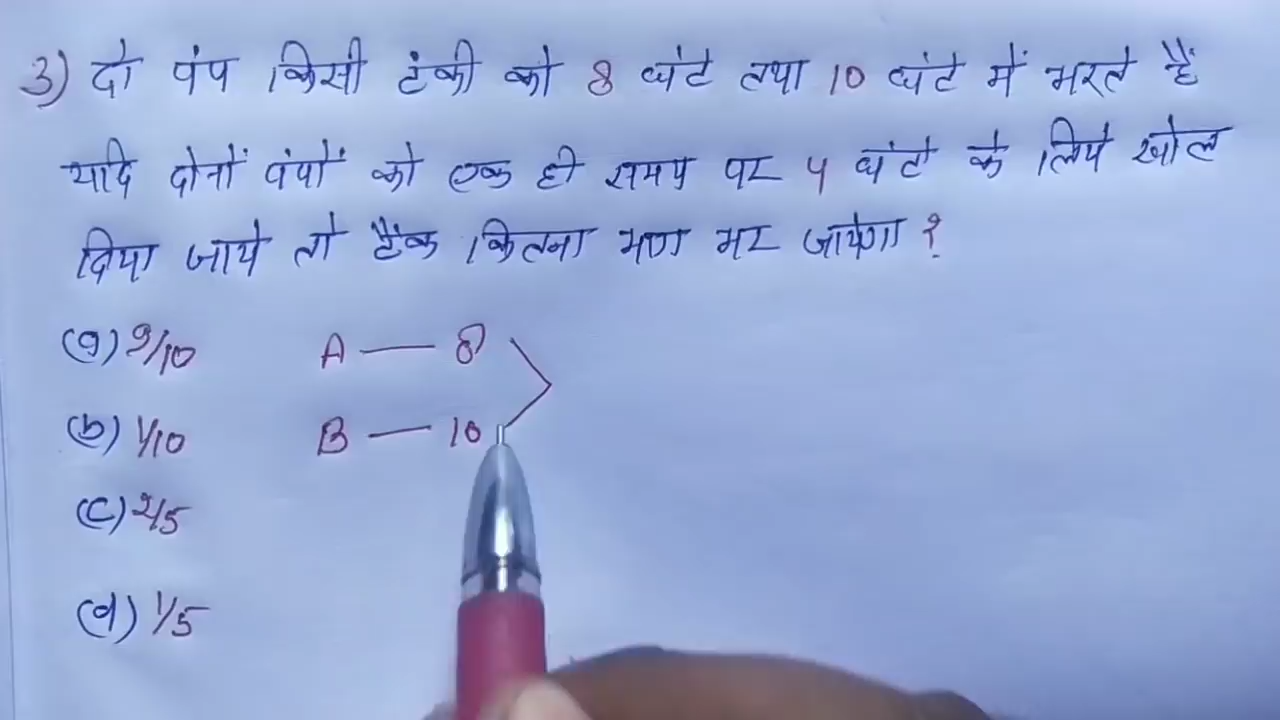 3) दो पंप किसी टंकी को 8 घंटे तथा 10 घंटे में भरते हैं
यदि दोनों पंपों को एक ही समय पर 4 घंटो के लिये खोल
दिया जाये तो टैंक कितना भाग भर जायेगा ?
(a) 9/10
A — 8
(b) 1/10
B — 10
(c) 2/5
(d) 1/5